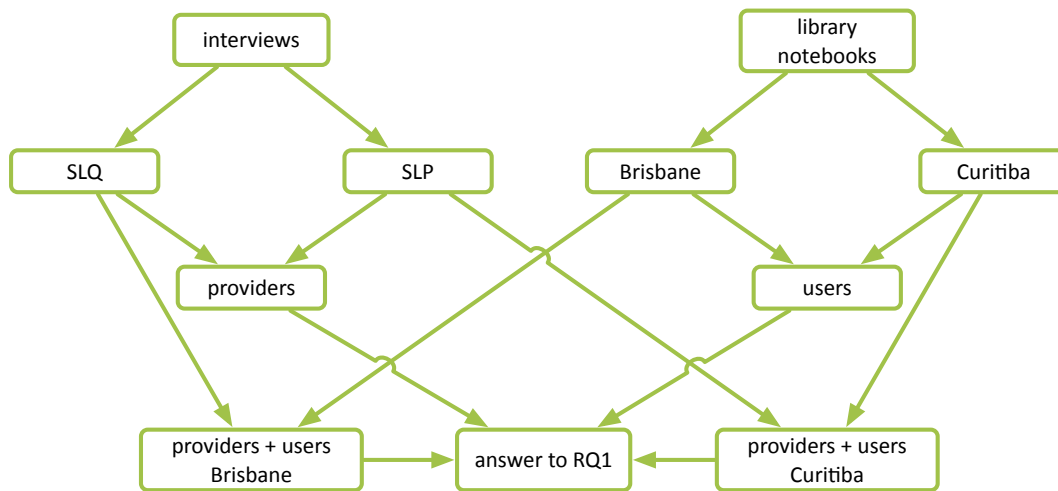 interviews
library
notebooks
SLQ
SLP
Brisbane
Curitiba
providers
users
providers + users
Brisbane
answer to RQ1
providers + users
Curitiba